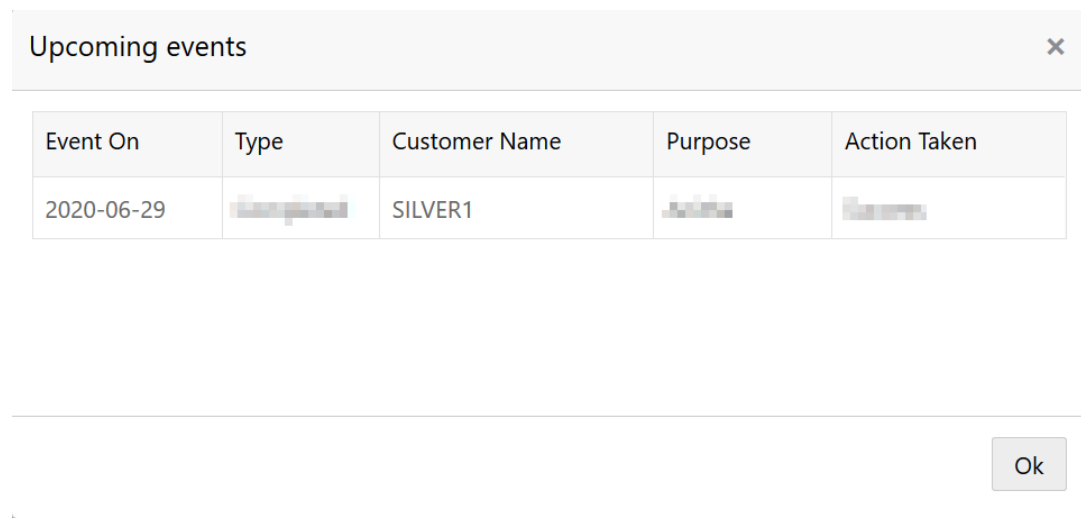 Upcoming events ×
Event On Type Customer Name Purpose Action Taken
2020-06-29 SILVER1
Ok